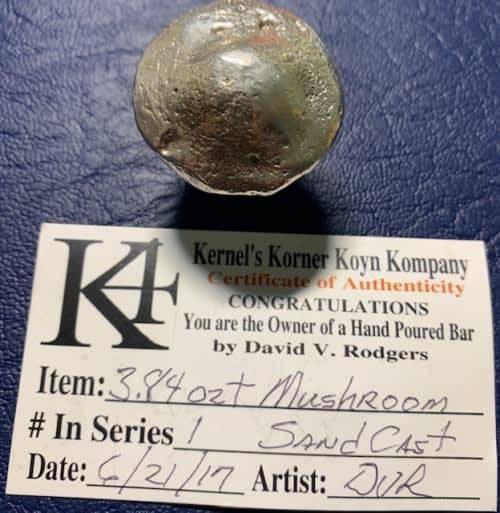 K4
Kernel's Korner Koyn Kompany
Certificate of Authenticity
CONGRATULATIONS
You are the Owner of a Hand Poured Bar
by David V. Rodgers
Item: 3.84 ozt Mushroom
# In Series 1 Sand Cast
Date: 6/21/17 Artist: DVR